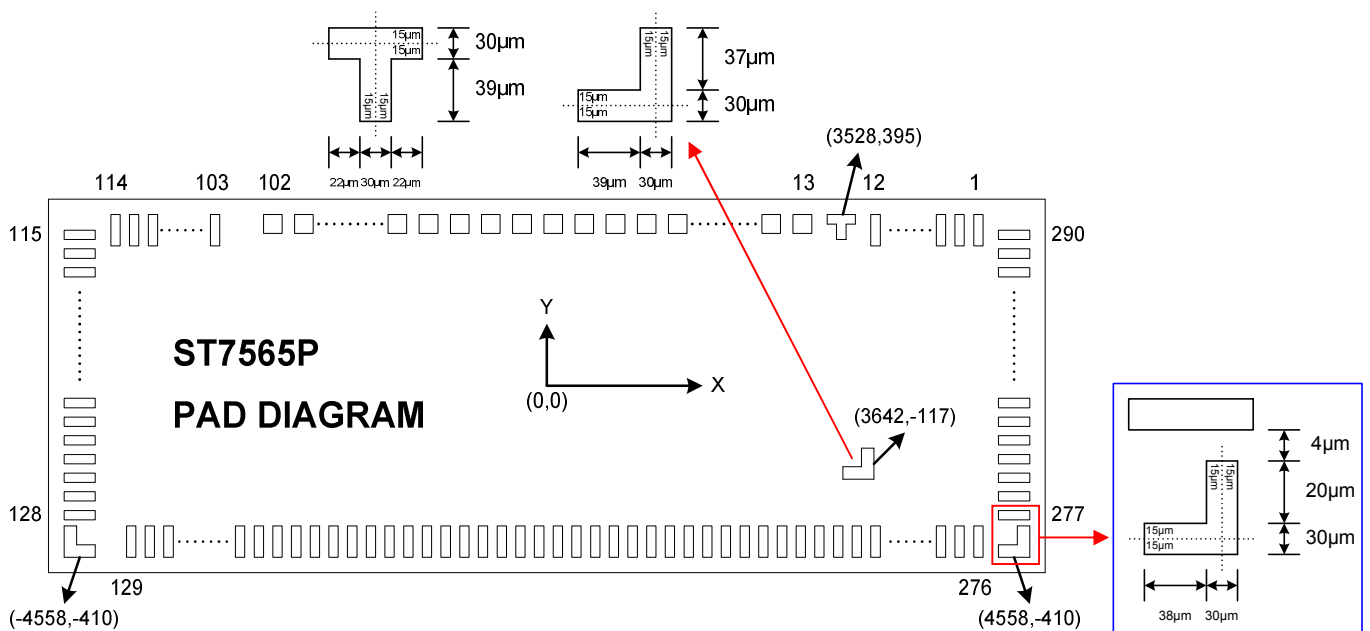 15µm
15µm
15µm
15µm
30µm
39µm
22µm 30µm 22µm
15µm
15µm
15µm
15µm
37µm
30µm
39µm 30µm
(3528,395)
114 103 102 13 12 1
115
290
ST7565P
PAD DIAGRAM
Y
X
(0,0)
(3642,-117)
128
277
129
276
(-4558,-410)
(4558,-410)
4µm
15µm
15µm
20µm
15µm
15µm
30µm
38µm 30µm